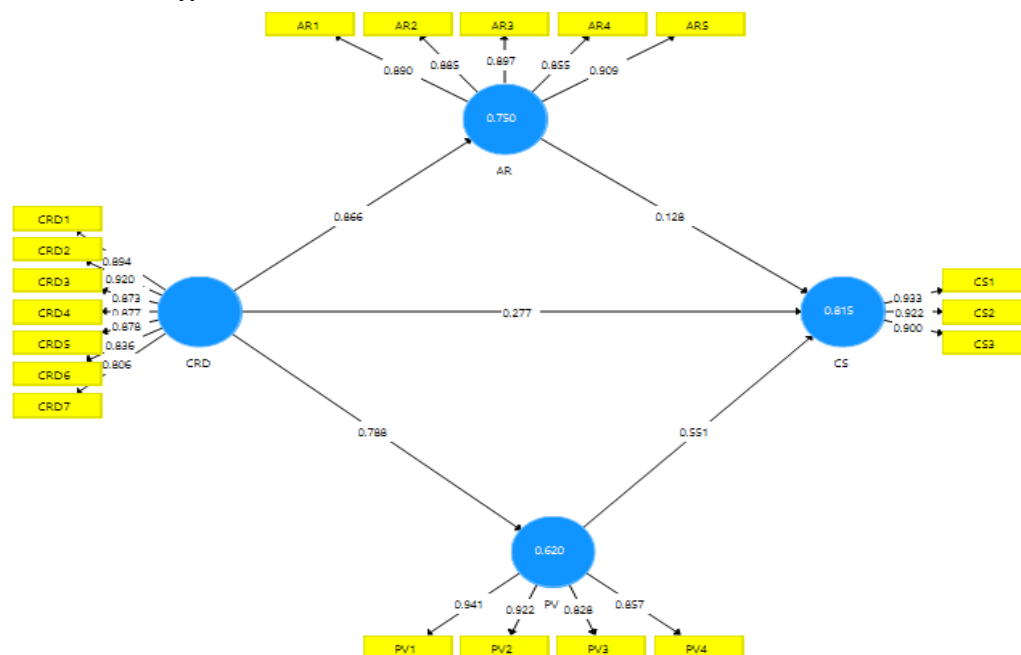 AR1 AR2 AR3 AR4 AR5
0.890 0.885 0.897 0.855 0.909
0.750
AR
0.866 0.128
CRD1
CRD2
CRD3
CRD4
CRD5
CRD6
CRD7
0.894
0.920
0.873
0.877
0.878
0.836
0.806
CRD
0.277
0.815
CS
0.933
0.922
0.900
CS1
CS2
CS3
0.788 0.551
0.620
PV
0.941 0.922 0.828 0.857
PV1 PV2 PV3 PV4